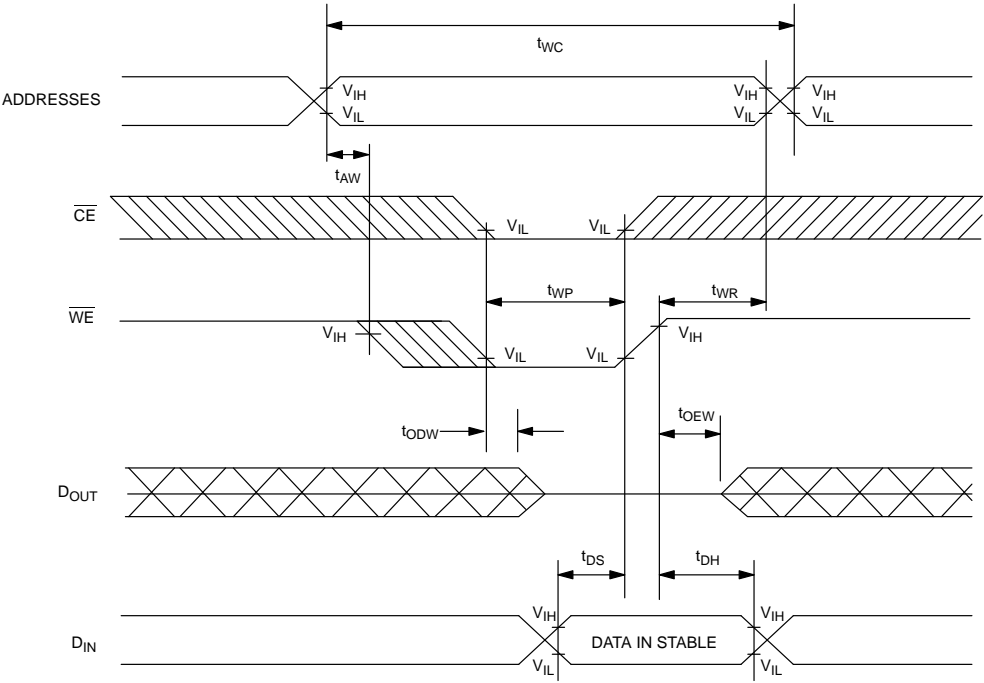 tWC
ADDRESSES
VIH VIH VIH
VIL VIL VIL
tAW
CE VIL VIL
tWP tWR
WE
VIH VIH
VIL VIL
tODW tOEW
DOUT
tDS tDH
VIH VIH
DIN DATA IN STABLE
VIL VIL